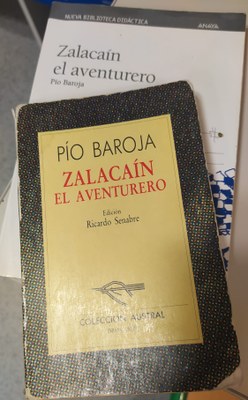 NUEVA BIBLIOTECA DIDÁCTICA
ANAYA
Zalacaín
el aventurero
Pío Baroja
PÍO BAROJA
ZALACAÍN
EL AVENTURERO
Edición
Ricardo Senabre
COLECCIÓN AUSTRAL